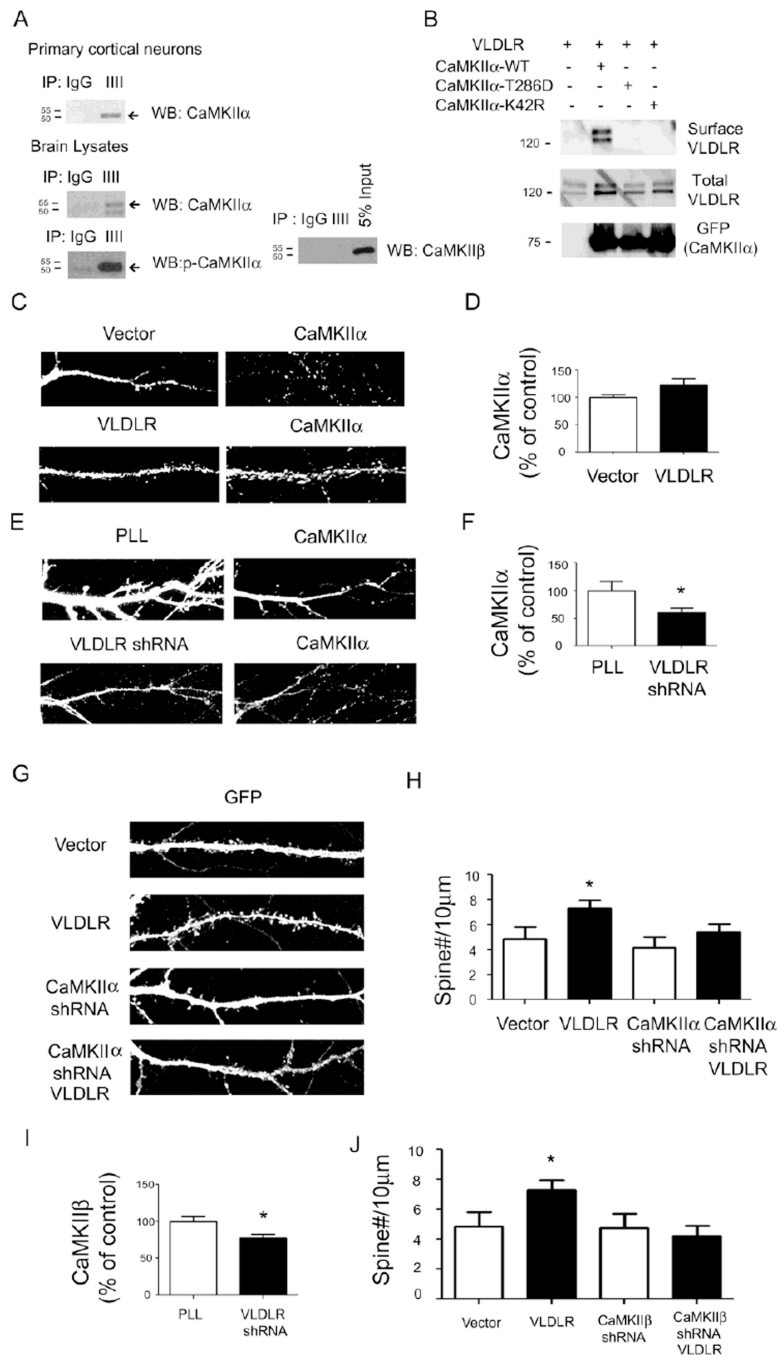 A
Primary cortical neurons
IP: IgG IIII
55
50
WB: CaMKIIα
Brain Lysates
IP: IgG IIII
55
50
WB: CaMKIIα
IP: IgG IIII
55
50
WB:p-CaMKIIα
IP : IgG IIII 5% Input
55
50
WB: CaMKIIβ
B
VLDLR + + + +
CaMKIIα-WT - + - -
CaMKIIα-T286D - - + -
CaMKIIα-K42R - - - +
120
Surface
VLDLR
120
Total
VLDLR
75
GFP
(CaMKIIα)
C
Vector CaMKIIα
VLDLR CaMKIIα
D
CaMKIIα
(% of control)
150
100
50
0
Vector VLDLR
E
PLL CaMKIIα
VLDLR shRNA CaMKIIα
F
CaMKIIα
(% of control)
150
100
50
0
*
PLL VLDLR
shRNA
G
GFP
Vector
VLDLR
CaMKIIα
shRNA
CaMKIIα
shRNA
VLDLR
H
Spine#/10μm
10
8
6
4
2
0
*
Vector VLDLR CaMKIIα CaMKIIα
shRNA shRNA
VLDLR
I
CaMKIIβ
(% of control)
150
100
50
0
*
PLL VLDLR
shRNA
J
Spine#/10μm
10
8
6
4
2
0
*
Vector VLDLR CaMKIIβ CaMKIIβ
shRNA shRNA
VLDLR